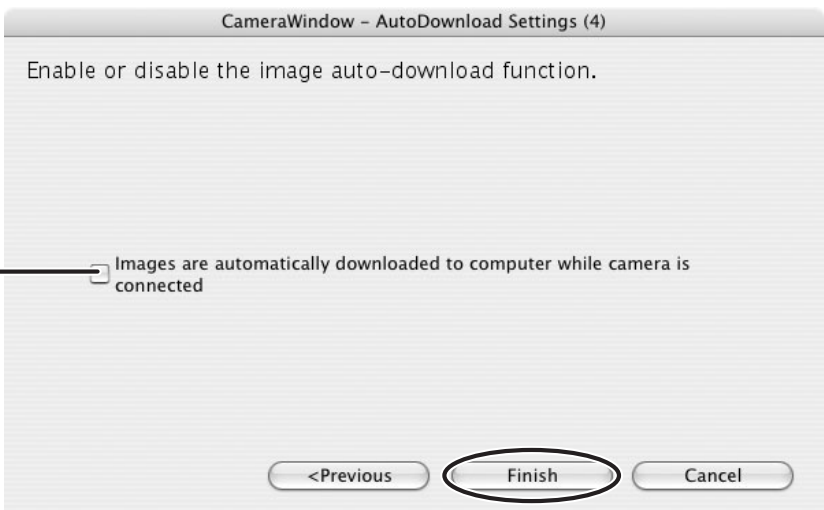 CameraWindow – AutoDownload Settings (4)
Enable or disable the image auto–download function.
Images are automatically downloaded to computer while camera is
connected
<Previous
Finish
Cancel